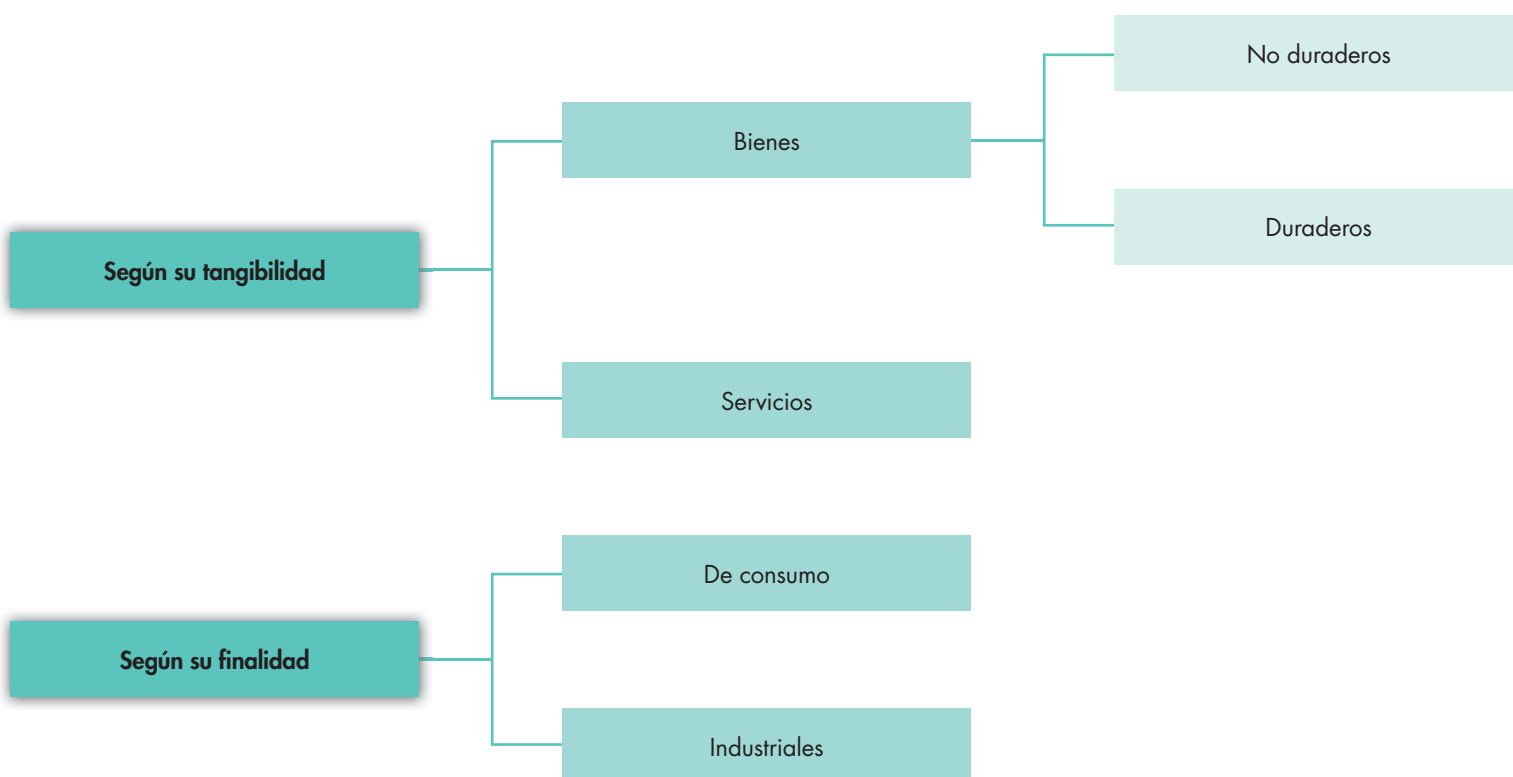 No duraderos
Bienes
Duraderos
Según su tangibilidad
Servicios
De consumo
Según su finalidad
Industriales